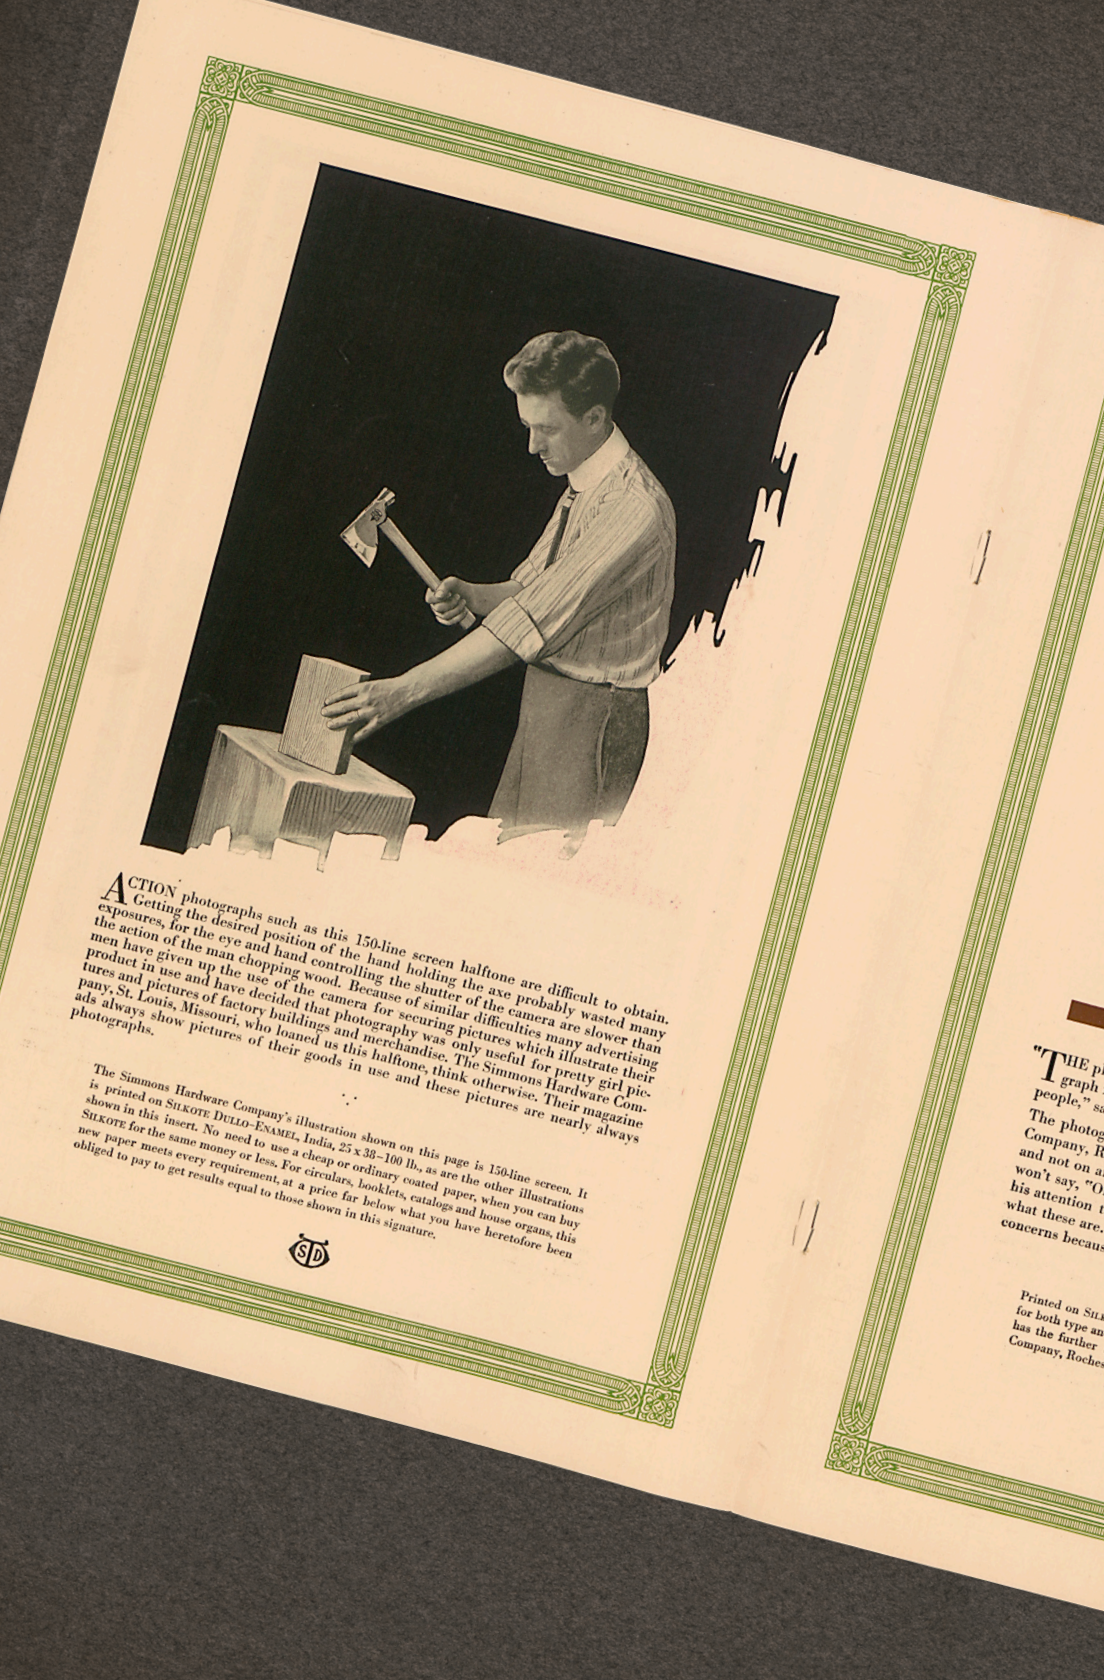 ACTION photographs such as this 150-line screen halftone are difficult to obtain.
Getting the desired position of the hand holding the axe probably wasted many
exposures, for the eye and hand controlling the shutter of the camera are slower than
the action of the man chopping wood. Because of similar difficulties many advertising
men have given up the use of the camera for securing pictures which illustrate their
product in use and have decided that photography was only useful for pretty girl pic-
tures and pictures of factory buildings and merchandise. The Simmons Hardware Com-
pany, St. Louis, Missouri, who loaned us this halftone, think otherwise. Their magazine
ads always show pictures of their goods in use and these pictures are nearly always
photographs.
The Simmons Hardware Company's illustration shown on this page is 150-line screen. It
is printed on SILKOTE DULLO-ENAMEL, India, 25 x 38–100 lb., as are the other illustrations
shown in this insert. No need to use a cheap or ordinary coated paper, when you can buy
SILKOTE for the same money or less. For circulars, booklets, catalogs and house organs, this
new paper meets every requirement, at a price far below what you have heretofore been
obliged to pay to get results equal to those shown in this signature.
STD
"THE ph
graph
people," sa
The photog
Company, R
and not on a
won't say, "O
his attention t
what these are.
concerns becaus
Printed on SILK
for both type an
has the further
Company, Roches